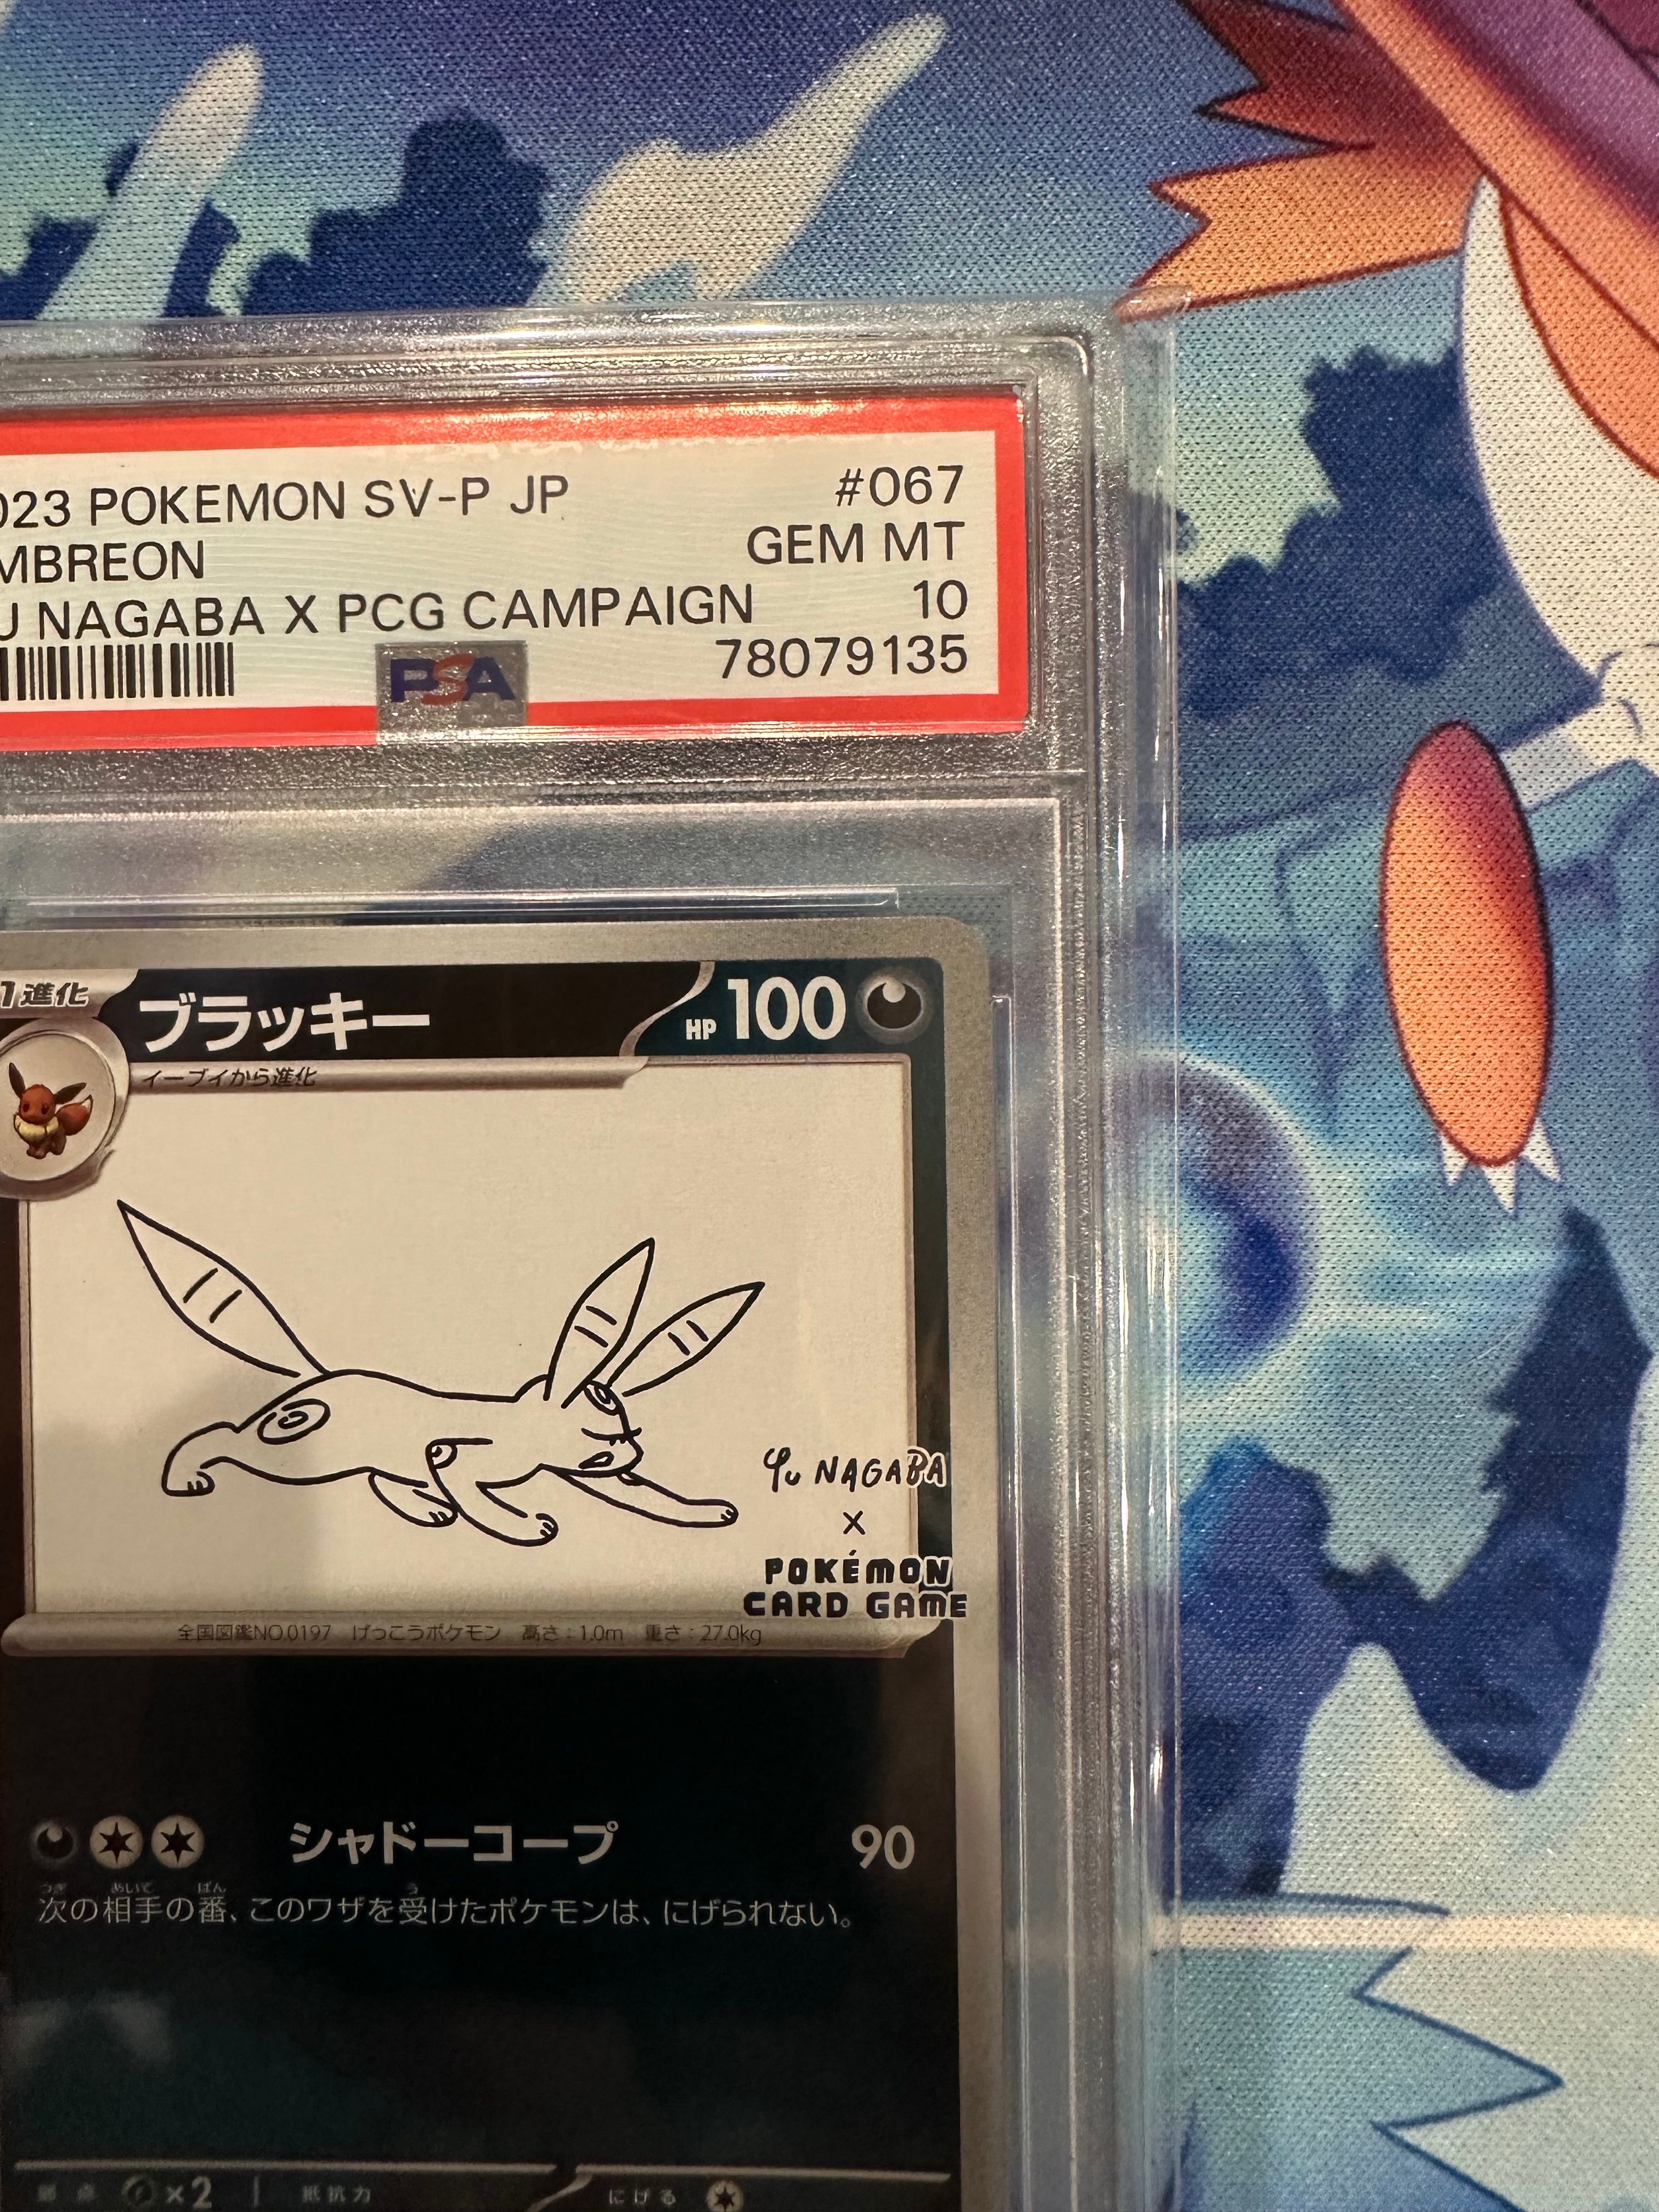 023 POKEMON SV-P JP #067
MBREON GEM MT
U NAGABA X PCG CAMPAIGN 10
PSA 78079135
1進化 ブラッキー HP 100
イーブイから進化
Yu NAGABA
X
POKÉMON
CARD GAME
全国図鑑NO.0197 げっこうポケモン 高さ:1.0m 重さ:27.0kg
シャドーコープ 90
次の相手の番、このワザを受けたポケモンは、にげられない。
弱点 ×2 抵抗力 にげる